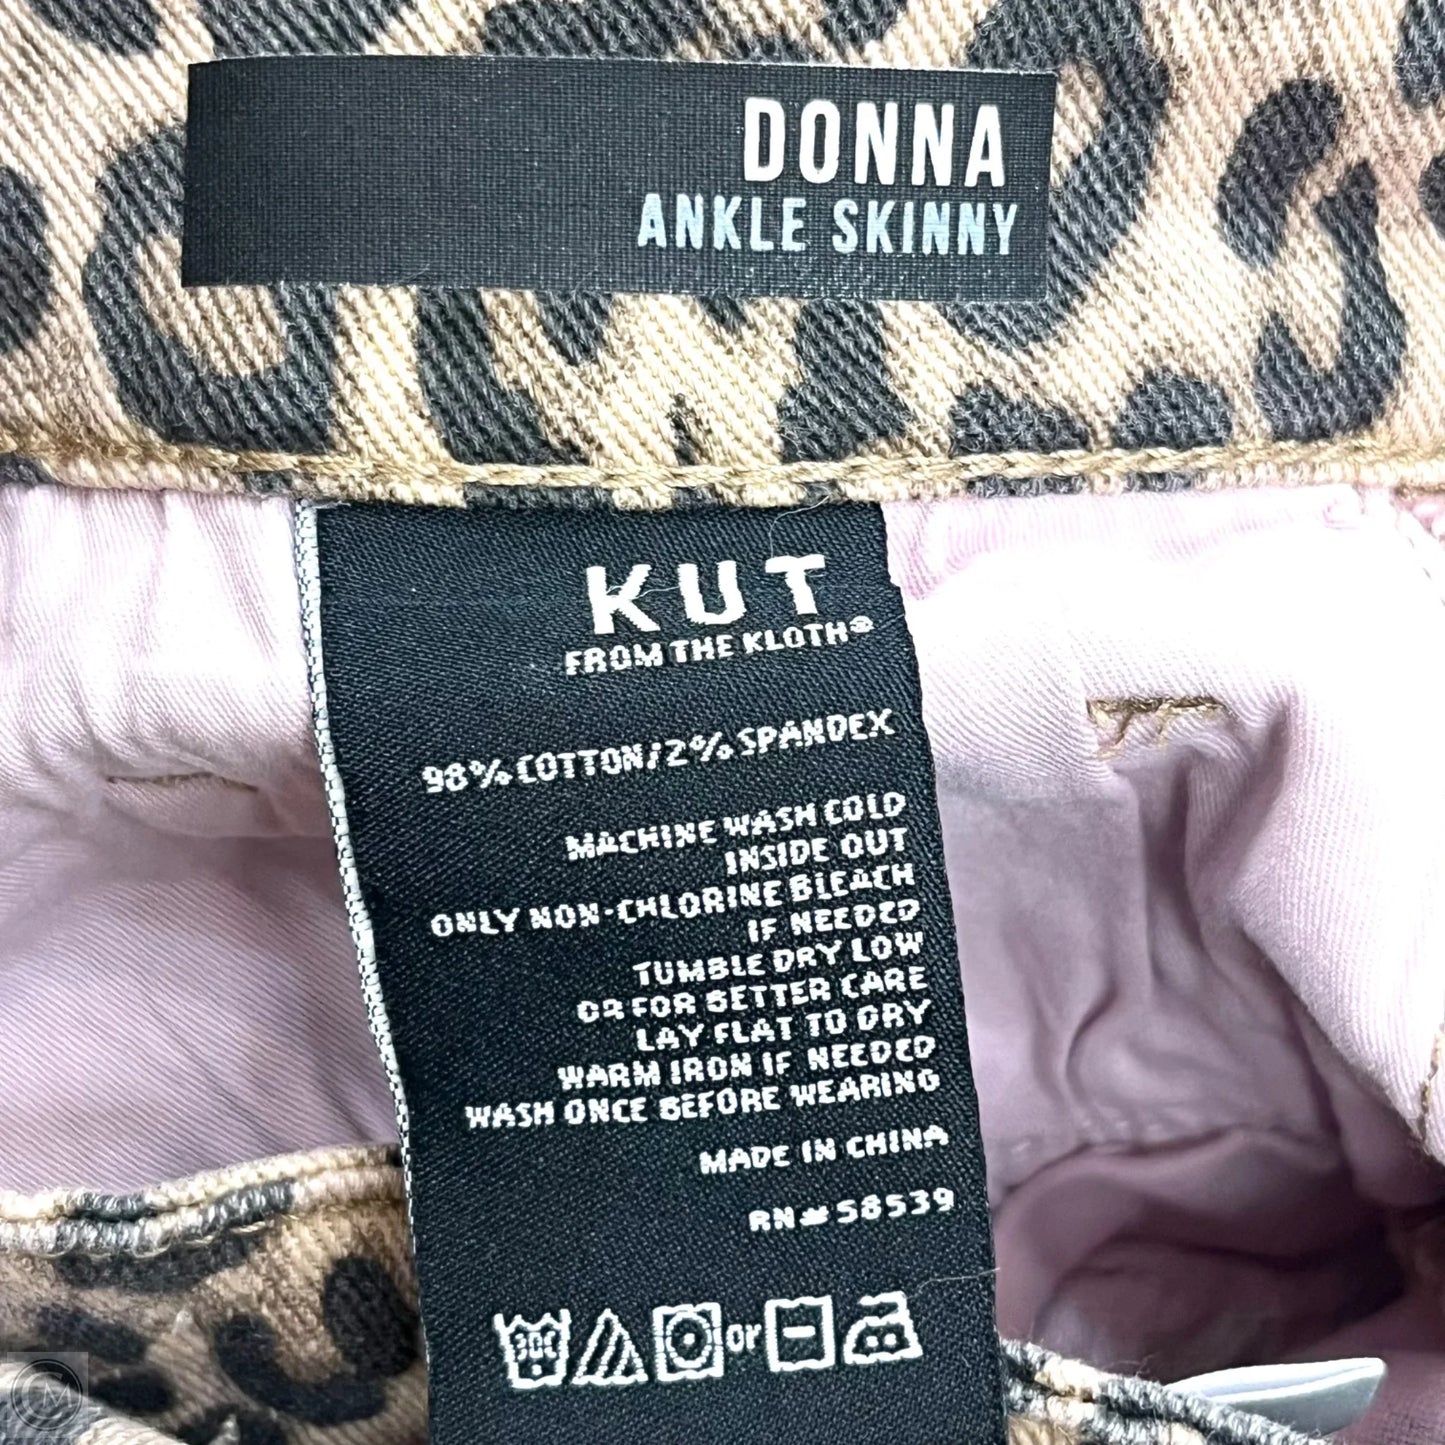 DONNA
ANKLE SKINNY
KUT
FROM THE KLOTH®
98% COTTON/2% SPANDEX
MACHINE WASH COLD
INSIDE OUT
ONLY NON-CHLORINE BLEACH
IF NEEDED
TUMBLE DRY LOW
OR FOR BETTER CARE
LAY FLAT TO DRY
WARM IRON IF NEEDED
WASH ONCE BEFORE WEARING
MADE IN CHINA
RN# 58539
30C or
CM